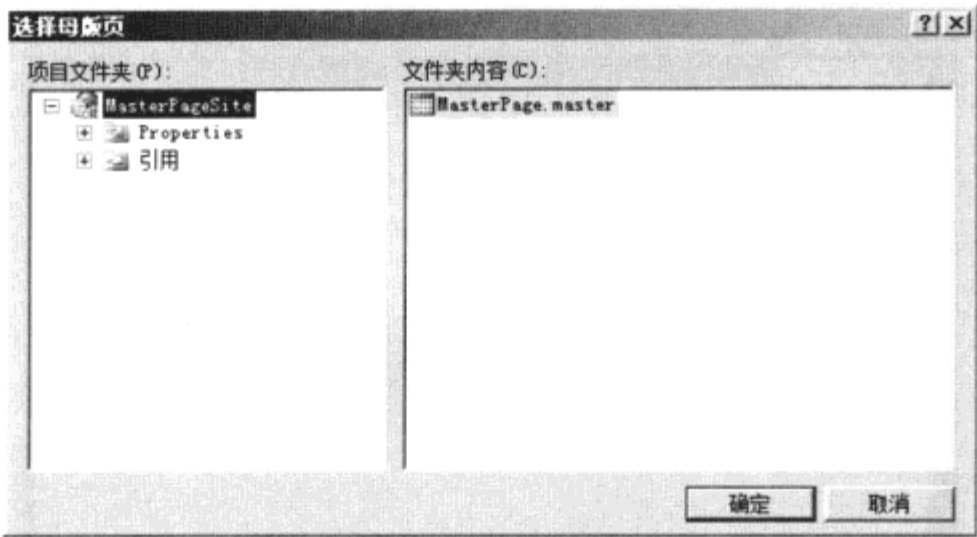 选择母版页
项目文件夹(P):
文件夹内容(C):
MasterPageSite
MasterPage.master
Properties
引用
确定
取消